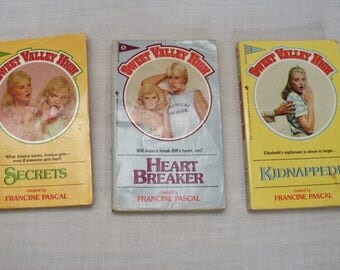 SWEET VALLEY HIGH
What Jessica wants, Jessica gets—
even if someone gets hurt!
SECRETS
created by
FRANCINE PASCAL
SWEET VALLEY HIGH
Will Jessica break Bill's heart, too?
HEART
BREAKER
created by
FRANCINE PASCAL
SWEET VALLEY HIGH
Elizabeth's nightmare is about to begin...
KIDNAPPED!
created by
FRANCINE PASCAL